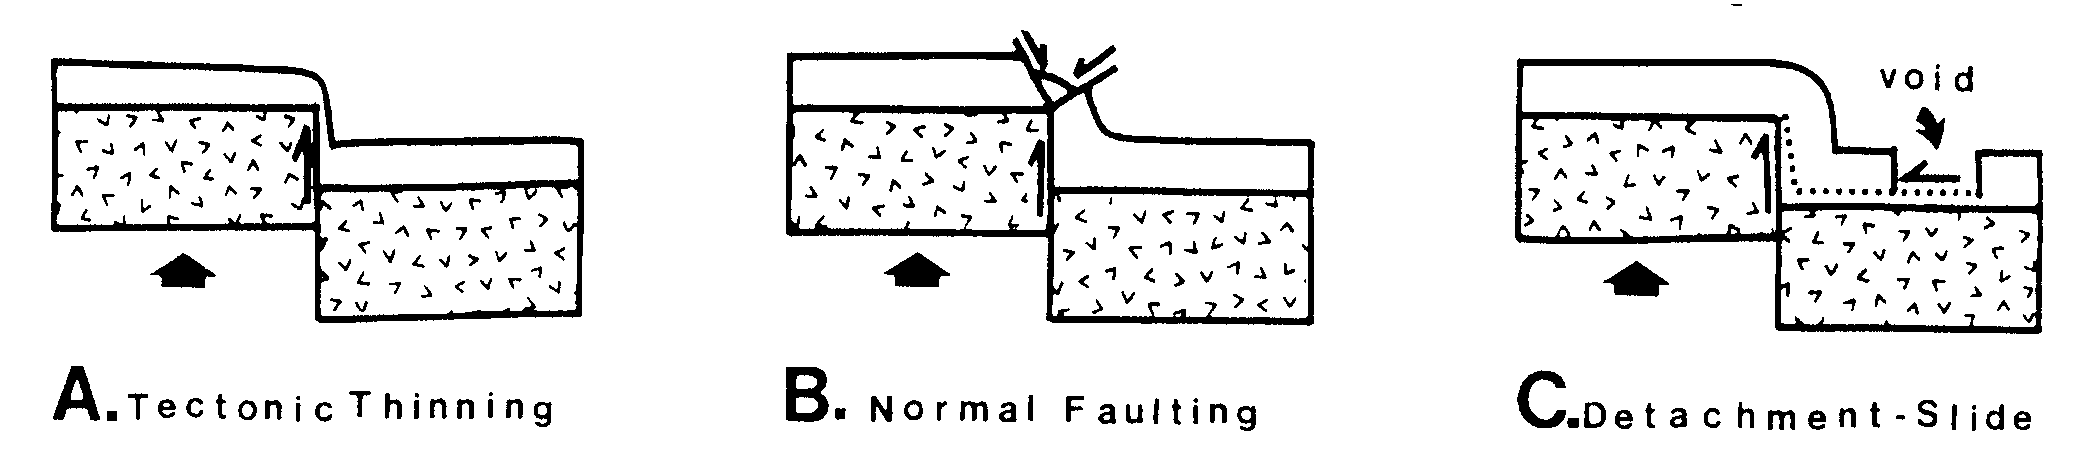 void
A. Tectonic Thinning
B. Normal Faulting
C. Detachment-Slide